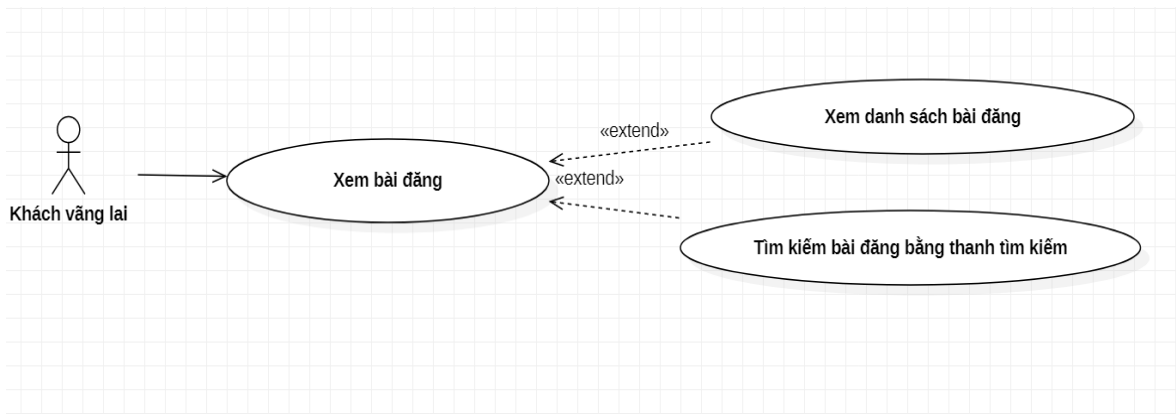 Xem danh sách bài đăng
«extend»
Xem bài đăng
«extend»
Khách vãng lai
Tìm kiếm bài đăng bằng thanh tìm kiếm